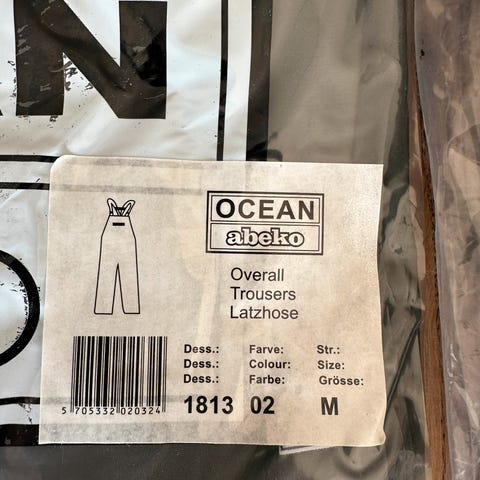 AN
OCEAN
abeko
Overall
Trousers
Latzhose
Dess.: Farve: Str.:
Dess.: Colour: Size:
Dess.: Farbe: Grösse:
1813 02 M
5 705332 020324